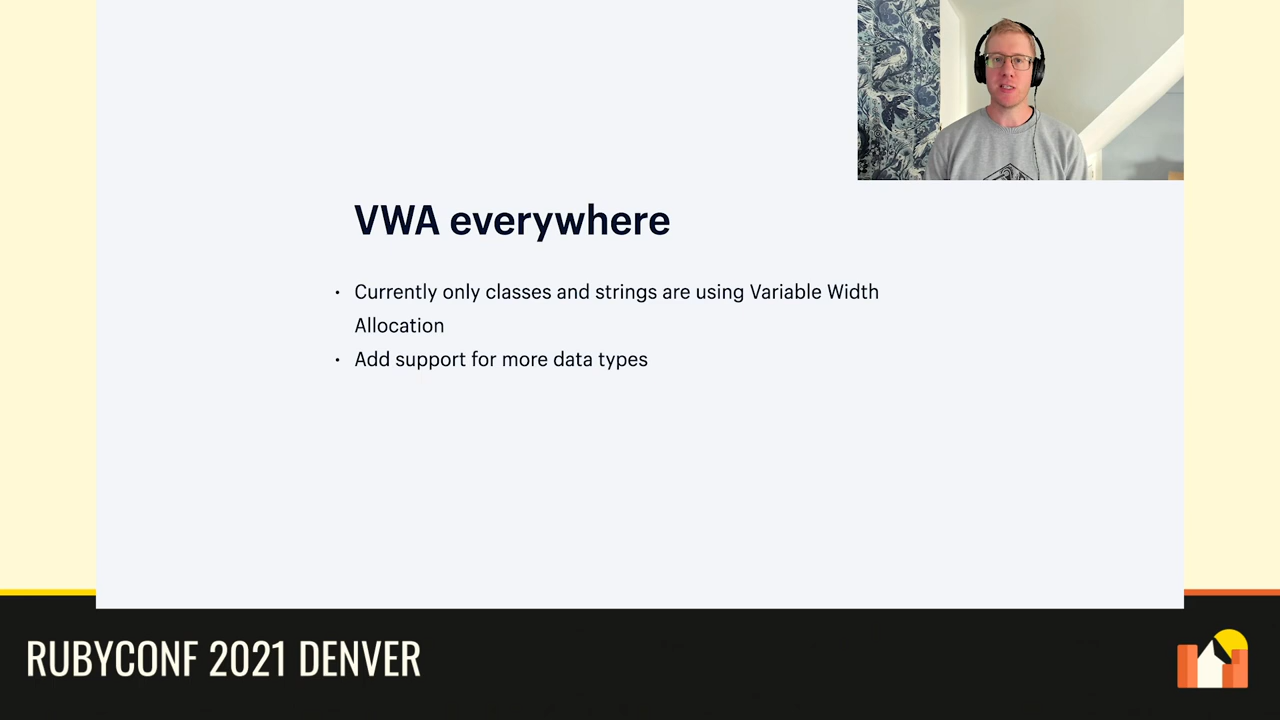 VWA everywhere
· Currently only classes and strings are using Variable Width
Allocation
· Add support for more data types
RUBYCONF 2021 DENVER